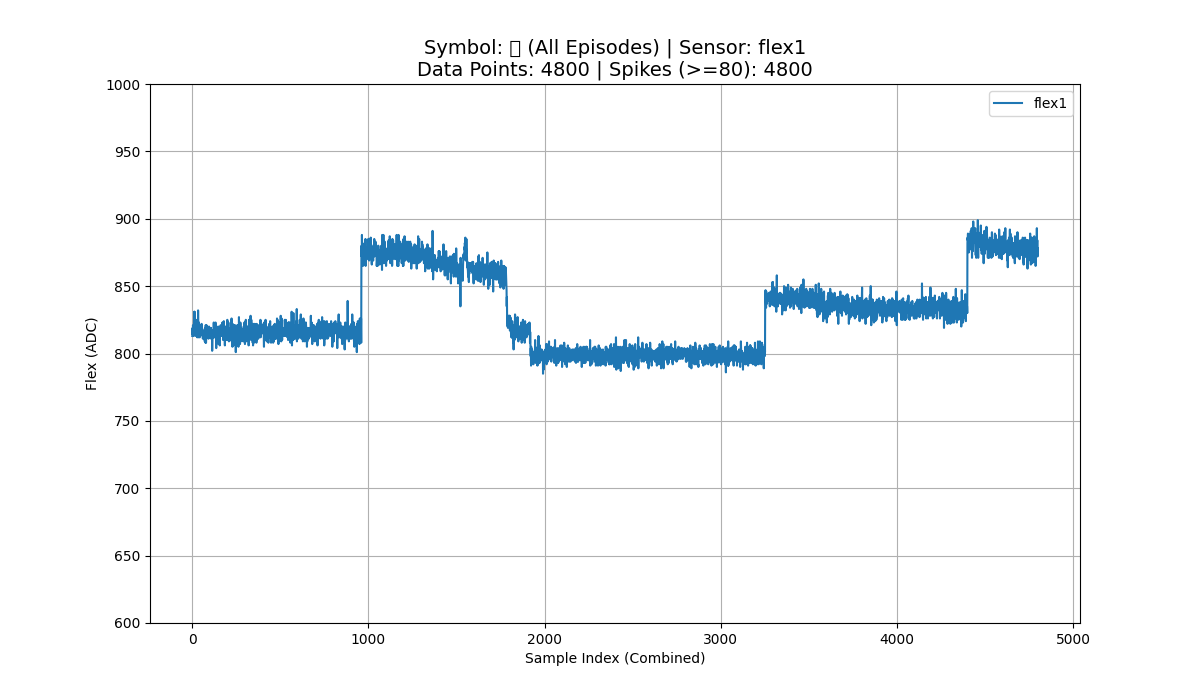 Symbol: (All Episodes) | Sensor: flex1
Data Points: 4800 | Spikes (>=80): 4800
flex1
Flex (ADC)
1000
950
900
850
800
750
700
650
600
0 1000 2000 3000 4000 5000
Sample Index (Combined)